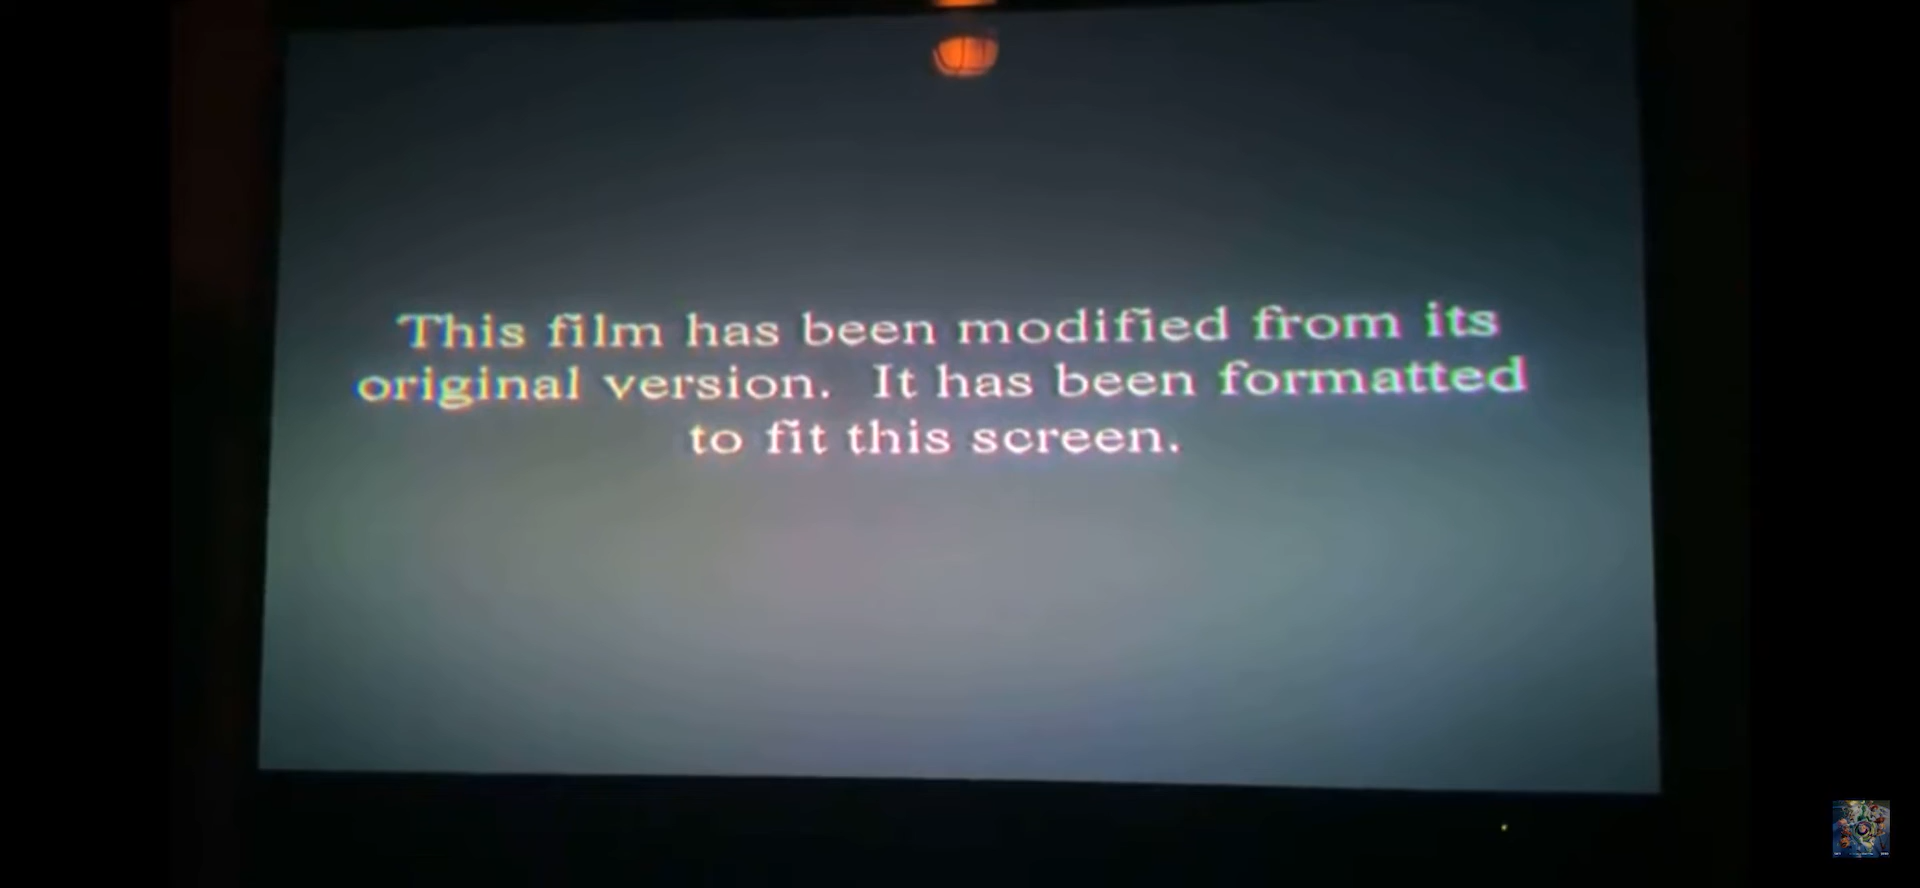 This film has been modified from its
original version.  It has been formatted
to fit this screen.